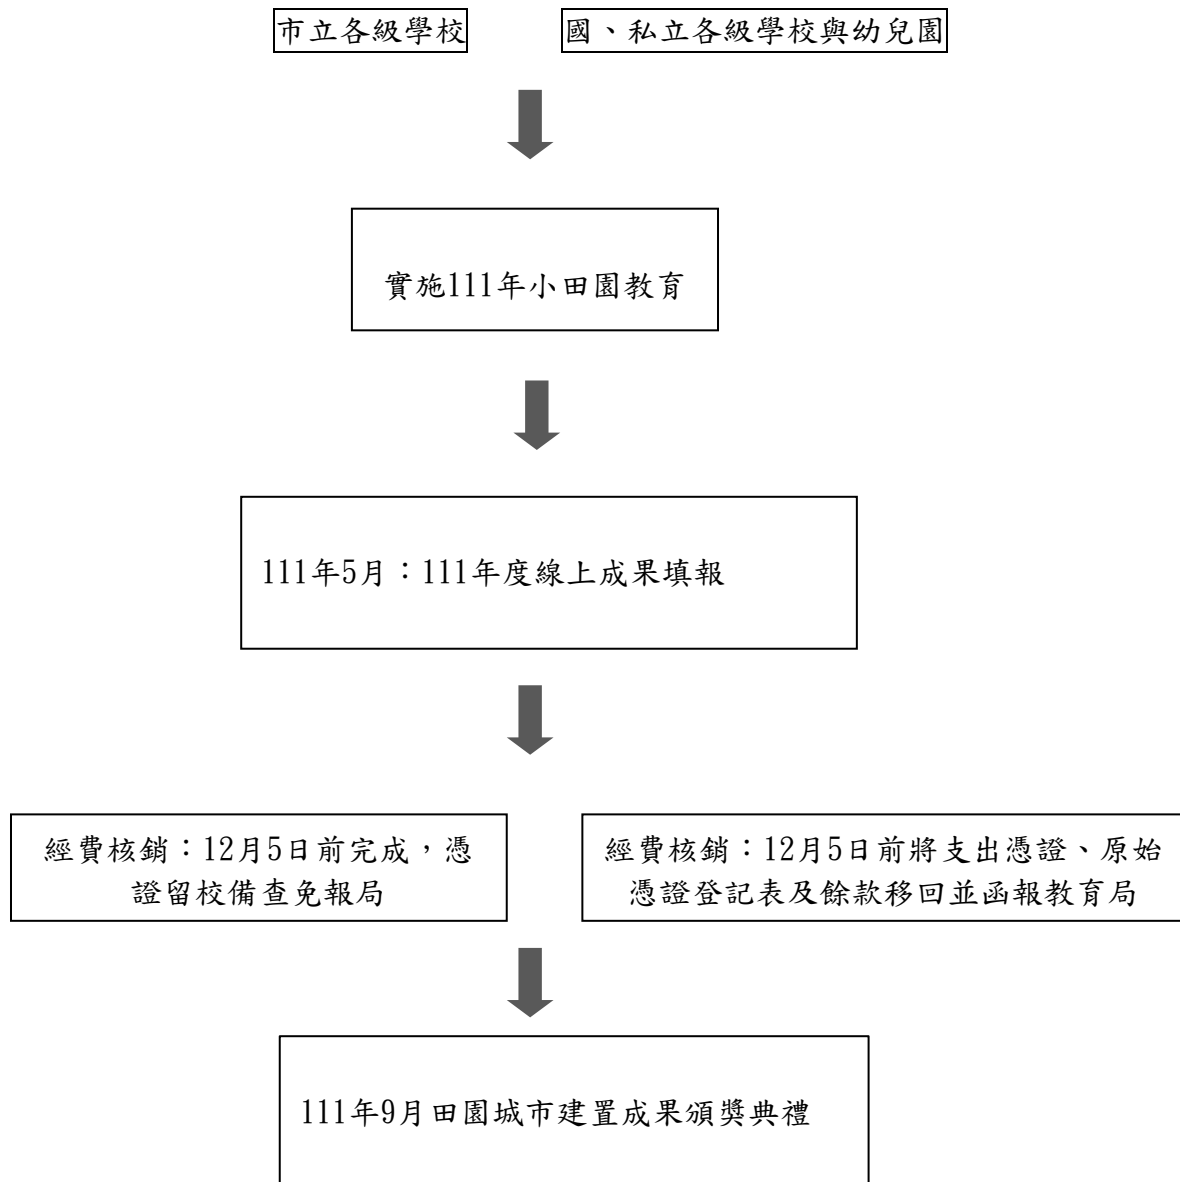 市立各級學校
國、私立各級學校與幼兒園
實施111年小田園教育
111年5月：111年度線上成果填報
經費核銷：12月5日前完成，憑
證留校備查免報局
經費核銷：12月5日前將支出憑證、原始
憑證登記表及餘款移回並函報教育局
111年9月田園城市建置成果頒獎典禮